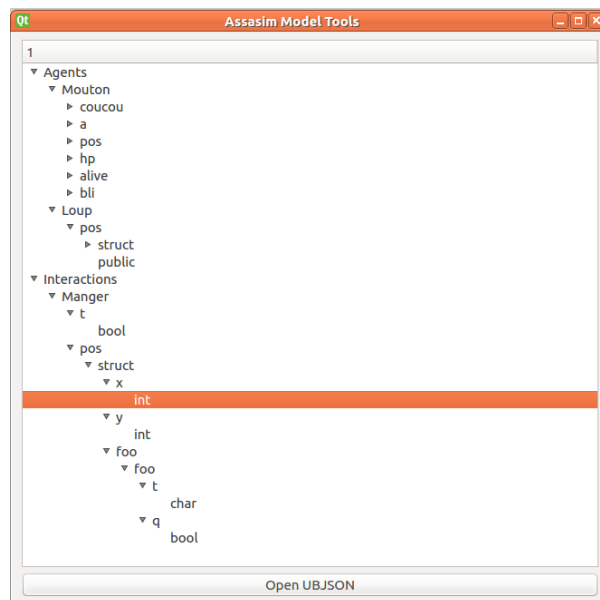 Qt Assasim Model Tools
1
Agents
Mouton
coucou
a
pos
hp
alive
bli
Loup
pos
struct
public
Interactions
Manger
t
bool
pos
struct
x
int
y
int
foo
foo
t
char
q
bool
Open UBJSON